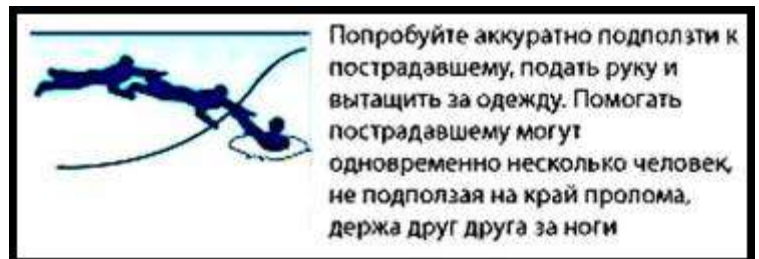 Попробуйте аккуратно подползти к
пострадавшему, подать руку и
вытащить за одежду. Помогать
пострадавшему могут
одновременно несколько человек,
не подползая на край пролома,
держа друг друга за ноги